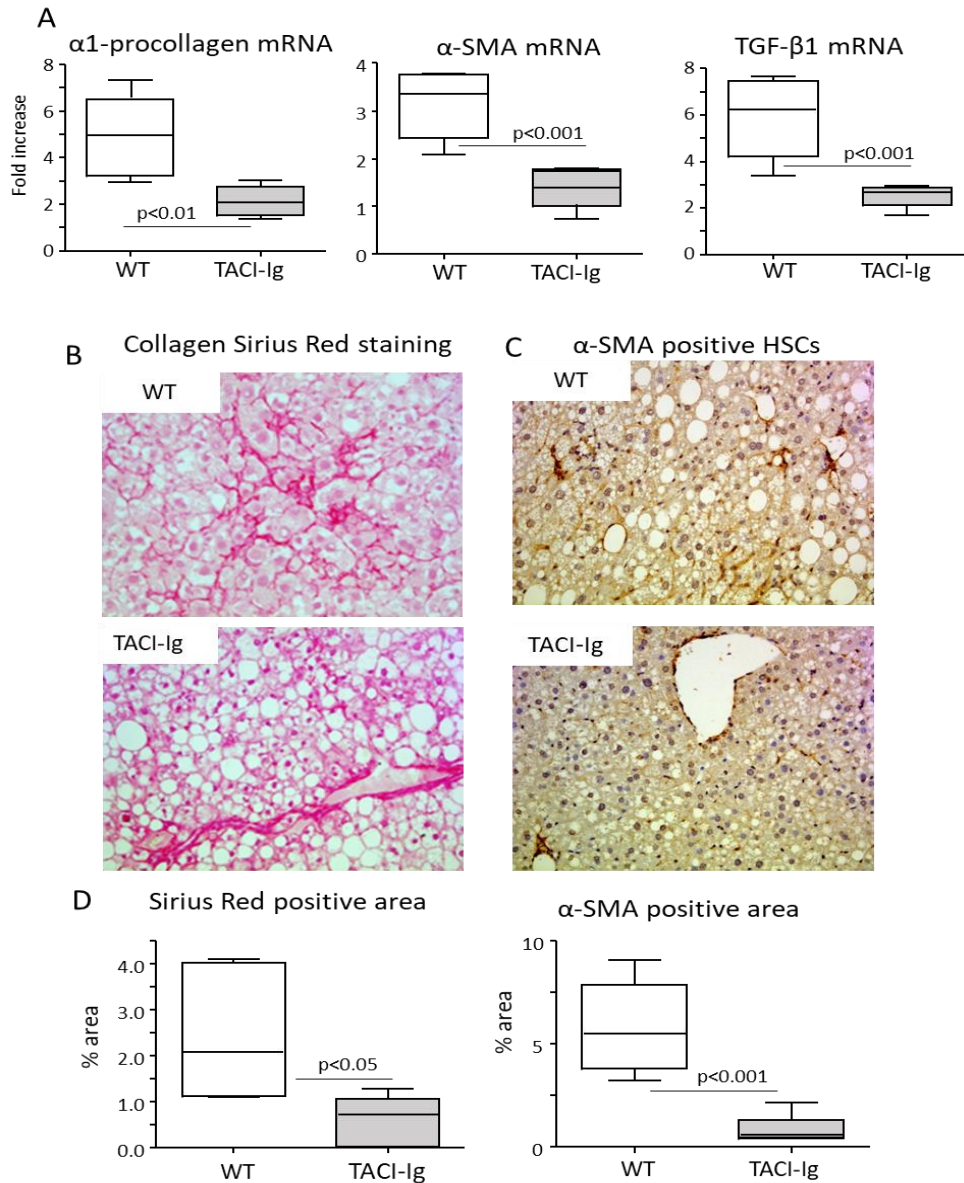 A
α1-procollagen mRNA
α-SMA mRNA
TGF-β1 mRNA
Fold increase
8
6
4
2
0
p<0.01
WT
TACI-Ig
4
3
2
1
0
p<0.001
WT
TACI-Ig
8
6
4
2
0
p<0.001
WT
TACI-Ig
B
Collagen Sirius Red staining
WT
TACI-Ig
C
α-SMA positive HSCs
WT
TACI-Ig
D
Sirius Red positive area
% area
4.0
3.0
2.0
1.0
0.0
p<0.05
WT
TACI-Ig
α-SMA positive area
% area
10
5
0
p<0.001
WT
TACI-Ig